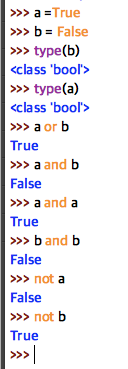 >>> a =True
>>> b = False
>>> type(b)
<class 'bool'>
>>> type(a)
<class 'bool'>
>>> a or b
True
>>> a and b
False
>>> a and a
True
>>> b and b
False
>>> not a
False
>>> not b
True
>>>